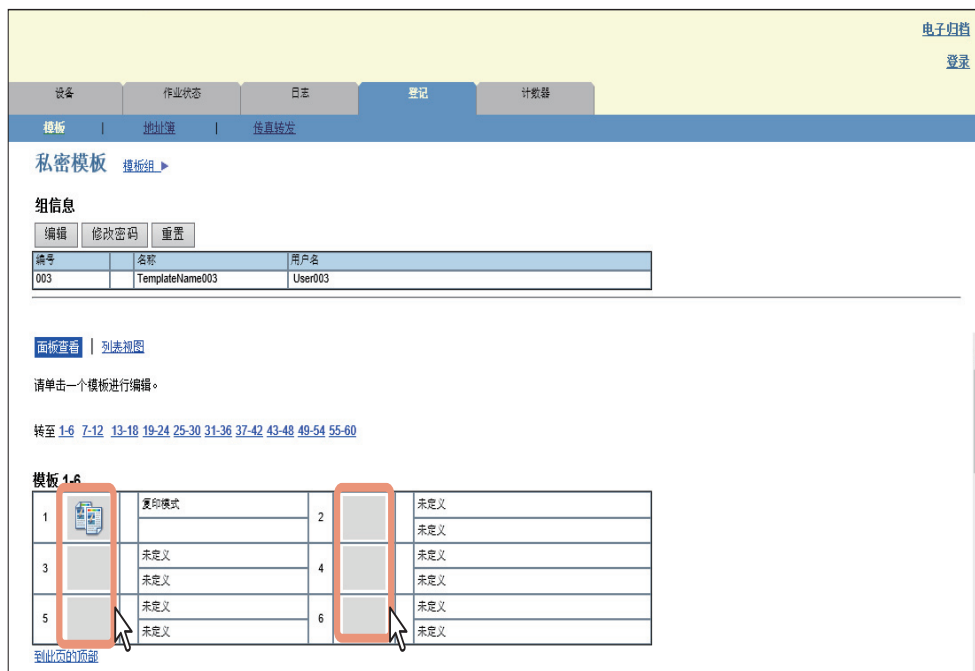 电子归档
登录
设备 作业状态 日志 登记 计数器
模板 | 地址簿 | 传真转发
私密模板 模板组 ▶
组信息
编辑 修改密码 重置
编号 名称 用户名
003 TemplateName003 User003
面板查看 | 列表视图
请单击一个模板进行编辑。
转至 1-6 7-12 13-18 19-24 25-30 31-36 37-42 43-48 49-54 55-60
模板 1-6
1 复印模式 2 未定义
未定义
3 未定义 4 未定义
未定义 未定义
5 未定义 6 未定义
未定义 未定义
到此页的顶部